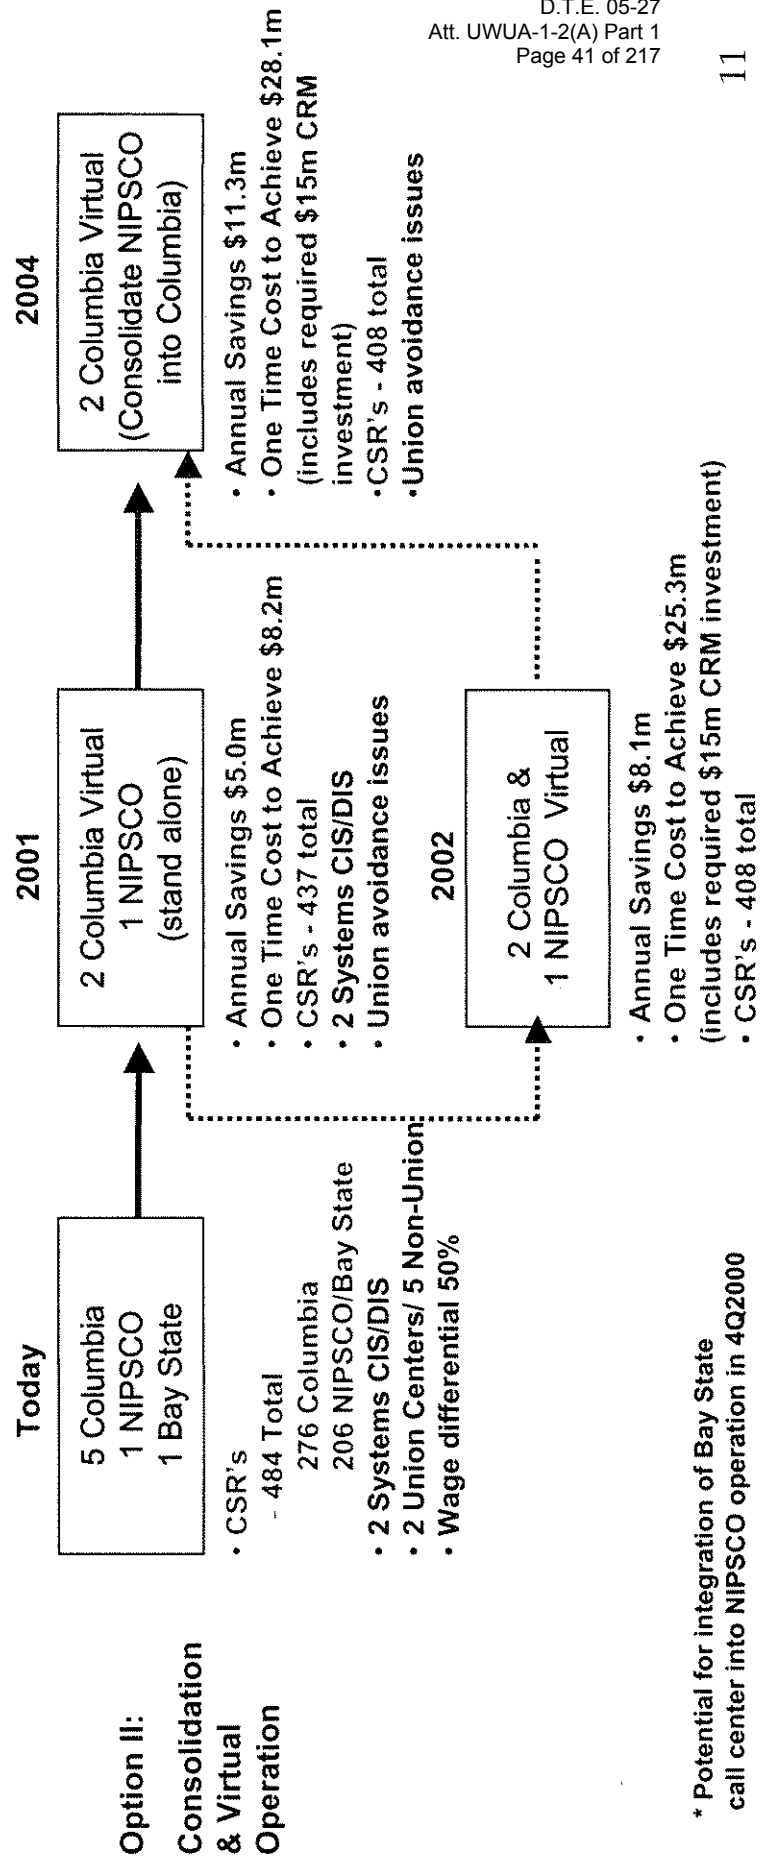 D.T.E. 05-27
Att. UWUA-1-2(A) Part 1
Page 41 of 217
11
Option II:
Consolidation
& Virtual
Operation
Today
5 Columbia
1 NIPSCO
1 Bay State
• CSR's
- 484 Total
276 Columbia
206 NIPSCO/Bay State
• 2 Systems CIS/DIS
• 2 Union Centers/ 5 Non-Union
• Wage differential 50%
2001
2 Columbia Virtual
1 NIPSCO
(stand alone)
• Annual Savings $5.0m
• One Time Cost to Achieve $8.2m
• CSR's - 437 total
• 2 Systems CIS/DIS
• Union avoidance issues
2002
2 Columbia &
1 NIPSCO Virtual
• Annual Savings $8.1m
• One Time Cost to Achieve $25.3m
(includes required $15m CRM investment)
• CSR's - 408 total
2004
2 Columbia Virtual
(Consolidate NIPSCO
into Columbia)
• Annual Savings $11.3m
• One Time Cost to Achieve $28.1m
(includes required $15m CRM
investment)
•CSR's - 408 total
•Union avoidance issues
* Potential for integration of Bay State
call center into NIPSCO operation in 4Q2000